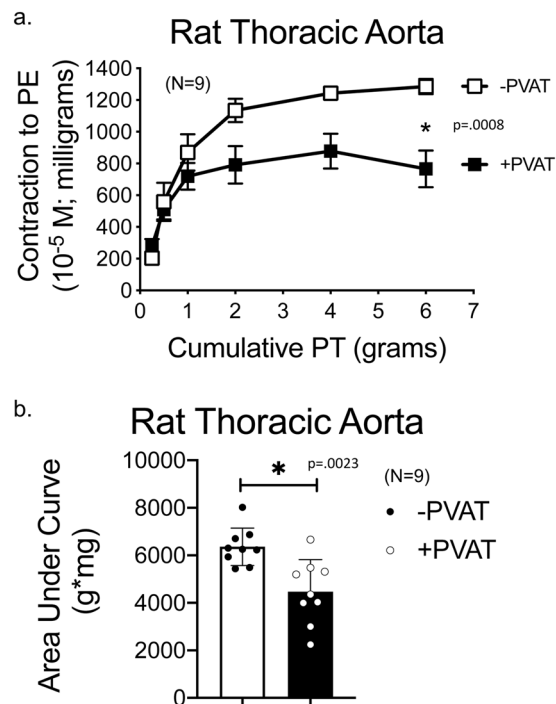 a.
Rat Thoracic Aorta
Contraction to PE
(10⁻⁵ M; milligrams)
1400
1200
1000
800
600
400
200
0
(N=9)
-PVAT
* p=.0008
+PVAT
0 1 2 3 4 5 6 7
Cumulative PT (grams)
b.
Rat Thoracic Aorta
Area Under Curve
(g*mg)
10000
8000
6000
4000
2000
0
* p=.0023
(N=9)
-PVAT
+PVAT